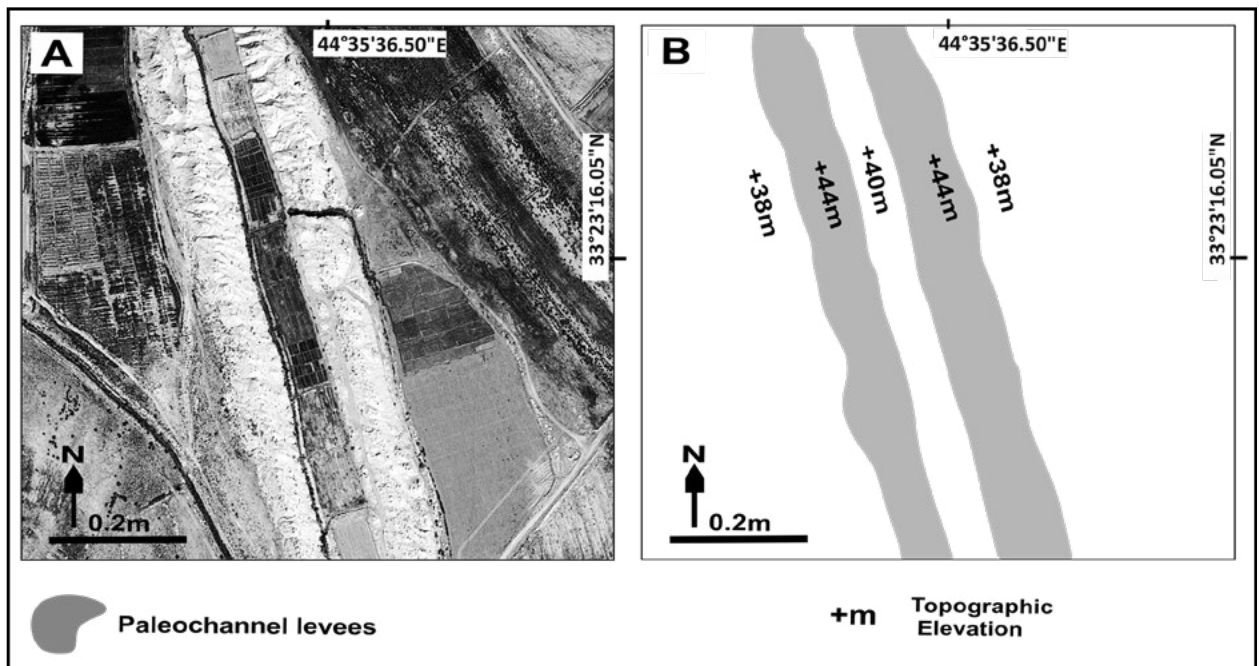 A
44°35'36.50"E
33°23'16.05"N
N
0.2m
B
44°35'36.50"E
33°23'16.05"N
+38m
+44m
+40m
+44m
+38m
N
0.2m
Paleochannel levees
+m Topographic
Elevation